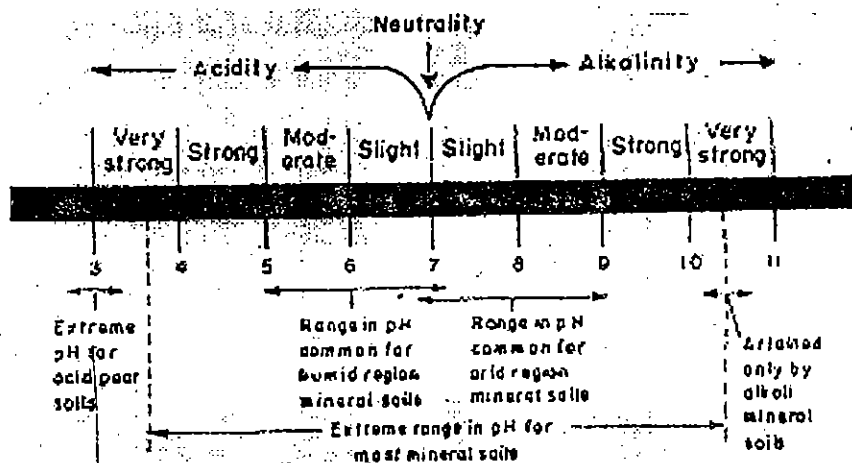 Neutrality
Acidity
Alkalinity
Very strong
Strong
Mod-erate
Slight
Slight
Mod-erate
Strong
Very strong
3 4 5 6 7 8 9 10 11
Extreme
pH for
acid peat
soils
Range in pH
common for
humid region
mineral soils
Range in pH
common for
arid region
mineral soils
Attained
only by
alkali
mineral
soils
Extreme range in pH for
most mineral soils